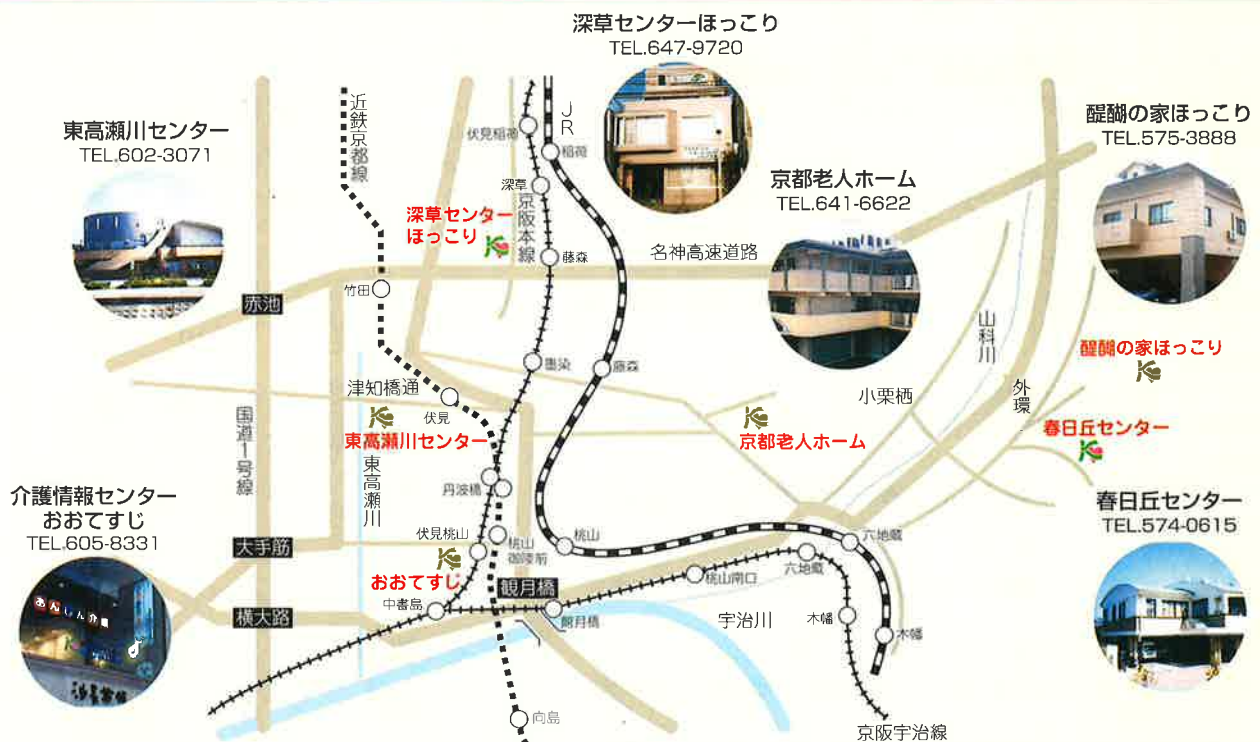 深草センターほっこり
TEL.647-9720
東高瀬川センター
TEL.602-3071
醍醐の家ほっこり
TEL.575-3888
京都老人ホーム
TEL.641-6622
介護情報センター
おおてすじ
TEL.605-8331
春日丘センター
TEL.574-0615
近鉄京都線
JR
伏見稲荷
稲荷
深草
京阪本線
深草センター
ほっこり
藤森
名神高速道路
竹田
赤池
山科川
醍醐の家ほっこり
墨染
藤森
津知橋通
伏見
小栗栖
外環
国道1号線
東高瀬川センター
東高瀬川
京都老人ホーム
春日丘センター
丹波橋
伏見桃山
桃山
御陵前
桃山
六地蔵
大手筋
おおてすじ
観月橋
桃山南口
六地蔵
中書島
観月橋
横大路
宇治川
木幡
木幡
向島
京阪宇治線
あんしん介護